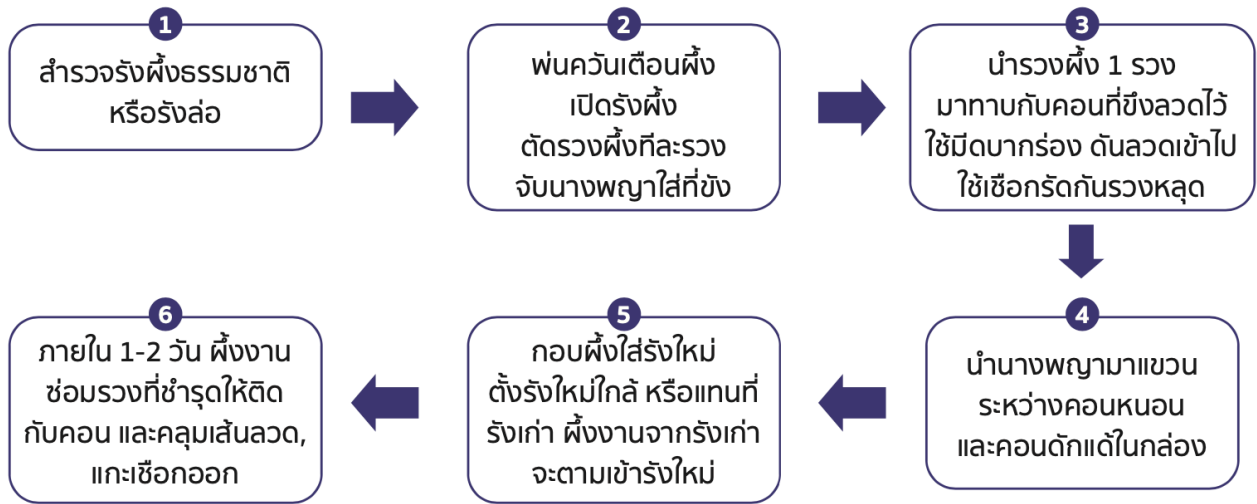 1
สำรวจรังผึ้งธรรมชาติ
หรือรังล่อ
2
พ่นควันเตือนผึ้ง
เปิดรังผึ้ง
ตัดรวงผึ้งทีละรวง
จับนางพญาใส่ที่ขัง
3
นำรวงผึ้ง 1 รวง
มาทาบกับคอนที่ขึงลวดไว้
ใช้มีดบากร่อง ดันลวดเข้าไป
ใช้เชือกรัดกันรวงหลุด
4
นำนางพญามาแขวน
ระหว่างคอนหนอน
และคอนดักแด้ในกล่อง
5
กอบผึ้งใส่รังใหม่
ตั้งรังใหม่ใกล้ หรือแทนที่
รังเก่า ผึ้งงานจากรังเก่า
จะตามเข้ารังใหม่
6
ภายใน 1-2 วัน ผึ้งงาน
ซ่อมรวงที่ชำรุดให้ติด
กับคอน และคลุมเส้นลวด,
แกะเชือกออก